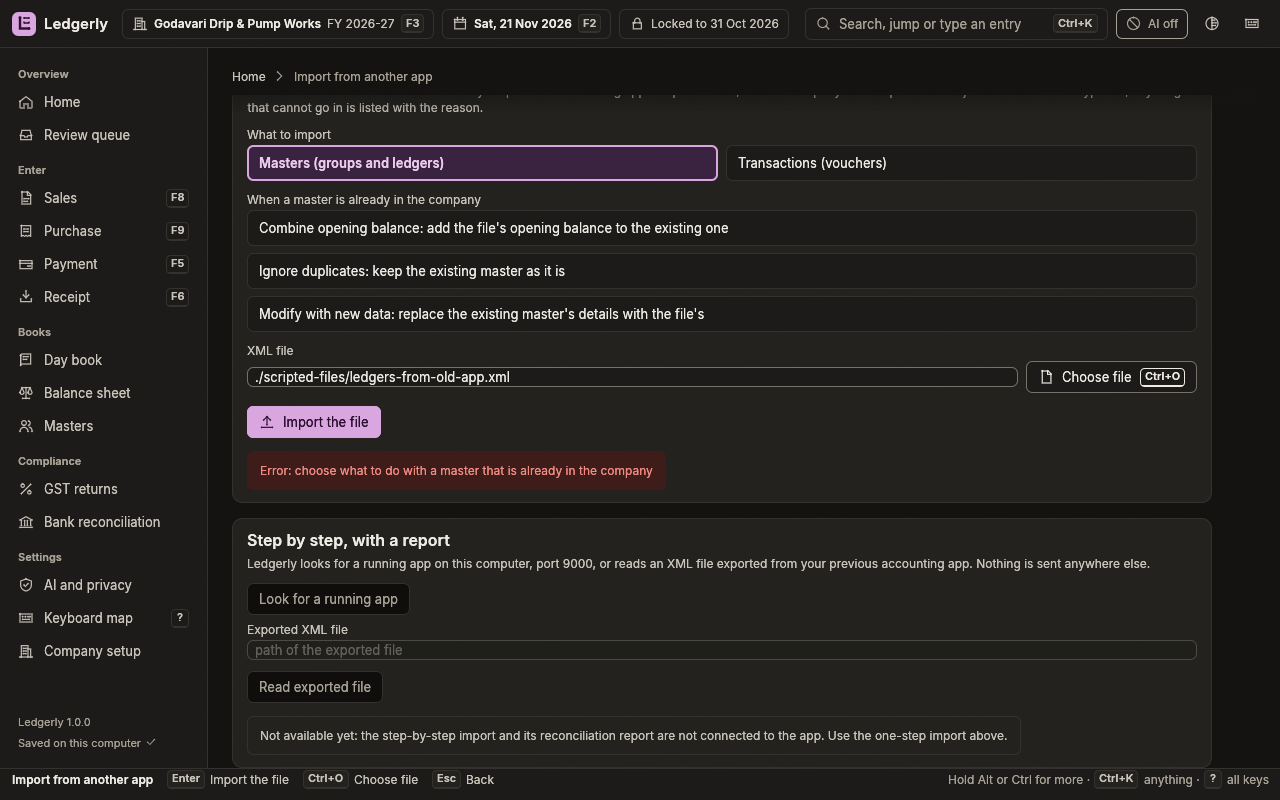 Ledgerly
Godavari Drip & Pump Works FY 2026-27 F3
Sat, 21 Nov 2026 F2
Locked to 31 Oct 2026
Search, jump or type an entry Ctrl+K
AI off
Overview
Home
Review queue
Enter
Sales F8
Purchase F9
Payment F5
Receipt F6
Books
Day book
Balance sheet
Masters
Compliance
GST returns
Bank reconciliation
Settings
AI and privacy
Keyboard map ?
Company setup
Ledgerly 1.0.0
Saved on this computer
Home > Import from another app
that cannot go in is listed with the reason.
What to import
Masters (groups and ledgers)
Transactions (vouchers)
When a master is already in the company
Combine opening balance: add the file's opening balance to the existing one
Ignore duplicates: keep the existing master as it is
Modify with new data: replace the existing master's details with the file's
XML file
./scripted-files/ledgers-from-old-app.xml
Choose file Ctrl+O
Import the file
Error: choose what to do with a master that is already in the company
Step by step, with a report
Ledgerly looks for a running app on this computer, port 9000, or reads an XML file exported from your previous accounting app. Nothing is sent anywhere else.
Look for a running app
Exported XML file
path of the exported file
Read exported file
Not available yet: the step-by-step import and its reconciliation report are not connected to the app. Use the one-step import above.
Import from another app Enter Import the file Ctrl+O Choose file Esc Back
Hold Alt or Ctrl for more · Ctrl+K anything · ? all keys